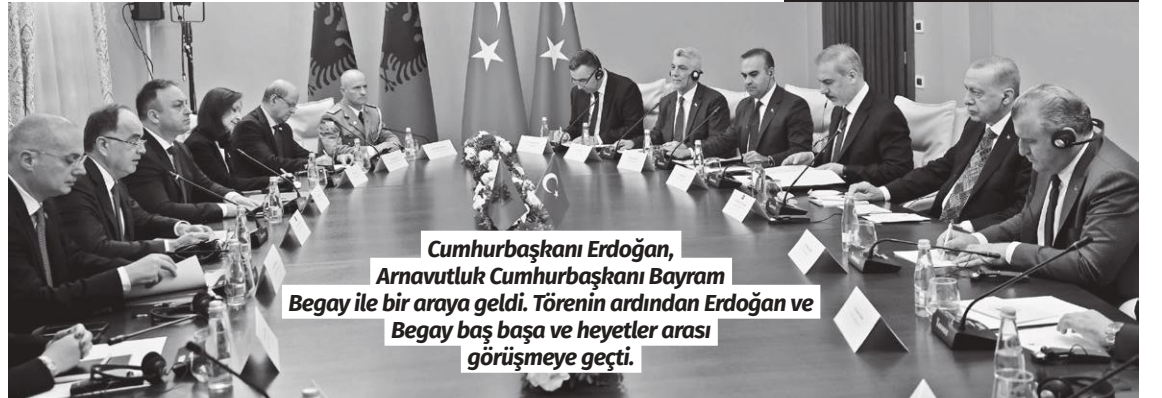 Cumhurbaşkanı Erdoğan,
Arnavutluk Cumhurbaşkanı Bayram
Begay ile bir araya geldi. Törenin ardından Erdoğan ve
Begay baş başa ve heyetler arası
görüşmeye geçti.